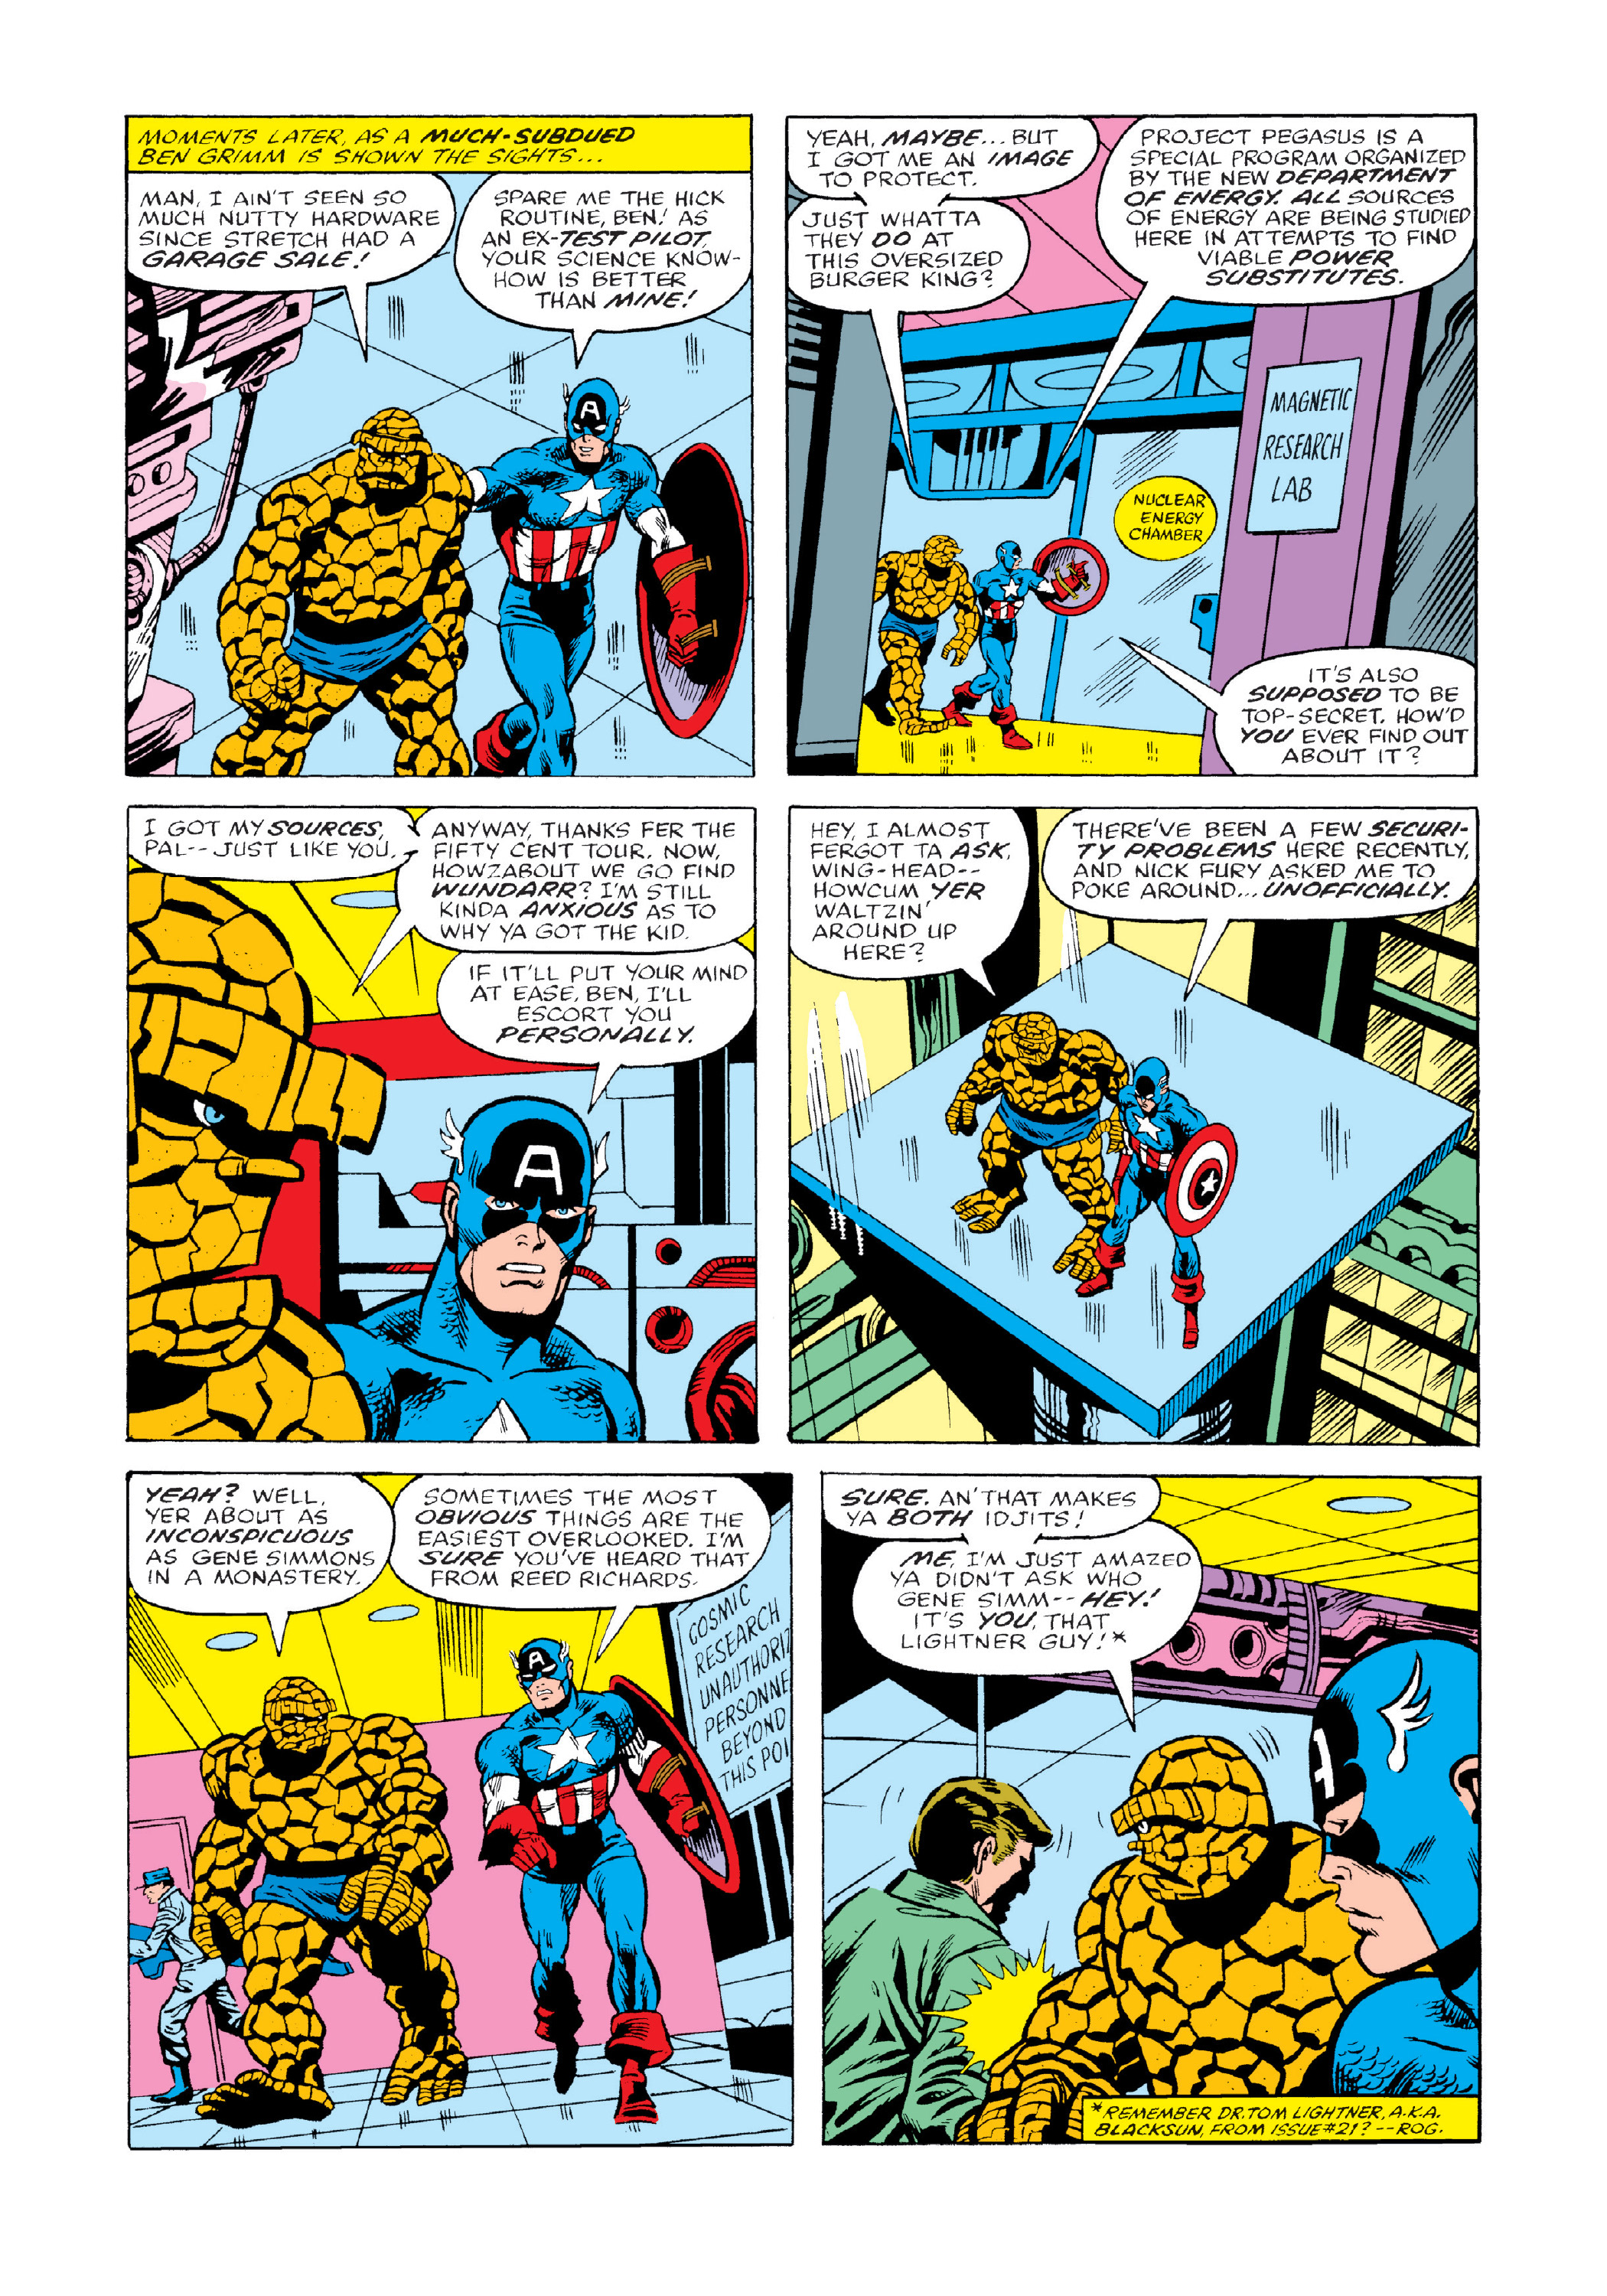 MOMENTS LATER, AS A MUCH-SUBDUED
BEN GRIMM IS SHOWN THE SIGHTS...
MAN, I AIN'T SEEN SO
MUCH NUTTY HARDWARE
SINCE STRETCH HAD A
GARAGE SALE!
SPARE ME THE HICK
ROUTINE, BEN! AS
AN EX-TEST PILOT,
YOUR SCIENCE KNOW-
HOW IS BETTER
THAN MINE!
A
YEAH, MAYBE... BUT
I GOT ME AN IMAGE
TO PROTECT.
JUST WHATTA
THEY DO AT
THIS OVERSIZED
BURGER KING?
PROJECT PEGASUS IS A
SPECIAL PROGRAM ORGANIZED
BY THE NEW DEPARTMENT
OF ENERGY. ALL SOURCES
OF ENERGY ARE BEING STUDIED
HERE IN ATTEMPTS TO FIND
VIABLE POWER
SUBSTITUTES.
MAGNETIC
RESEARCH
LAB
NUCLEAR
ENERGY
CHAMBER
IT'S ALSO
SUPPOSED TO BE
TOP-SECRET. HOW'D
YOU EVER FIND OUT
ABOUT IT?
I GOT MY SOURCES,
PAL-- JUST LIKE YOU.
ANYWAY, THANKS FER THE
FIFTY CENT TOUR. NOW,
HOWZABOUT WE GO FIND
WUNDARR? I'M STILL
KINDA ANXIOUS AS TO
WHY YA GOT THE KID.
IF IT'LL PUT YOUR MIND
AT EASE, BEN, I'LL
ESCORT YOU
PERSONALLY.
A
HEY, I ALMOST
FERGOT TA ASK,
WING-HEAD--
HOWCUM YER
WALTZIN'
AROUND UP
HERE?
THERE'VE BEEN A FEW SECURI-
TY PROBLEMS HERE RECENTLY,
AND NICK FURY ASKED ME TO
POKE AROUND... UNOFFICIALLY.
YEAH? WELL,
YER ABOUT AS
INCONSPICUOUS
AS GENE SIMMONS
IN A MONASTERY.
SOMETIMES THE MOST
OBVIOUS THINGS ARE THE
EASIEST OVERLOOKED. I'M
SURE YOU'VE HEARD THAT
FROM REED RICHARDS.
A
COSMIC
RESEARCH
UNAUTHORIZ
PERSONNE
BEYOND
THIS POI
SURE. AN' THAT MAKES
YA BOTH IDJITS!
ME, I'M JUST AMAZED
YA DIDN'T ASK WHO
GENE SIMM-- HEY!
IT'S YOU, THAT
LIGHTNER GUY!*
A
*REMEMBER DR. TOM LIGHTNER, A.K.A.
BLACKSUN, FROM ISSUE #21? --ROG.